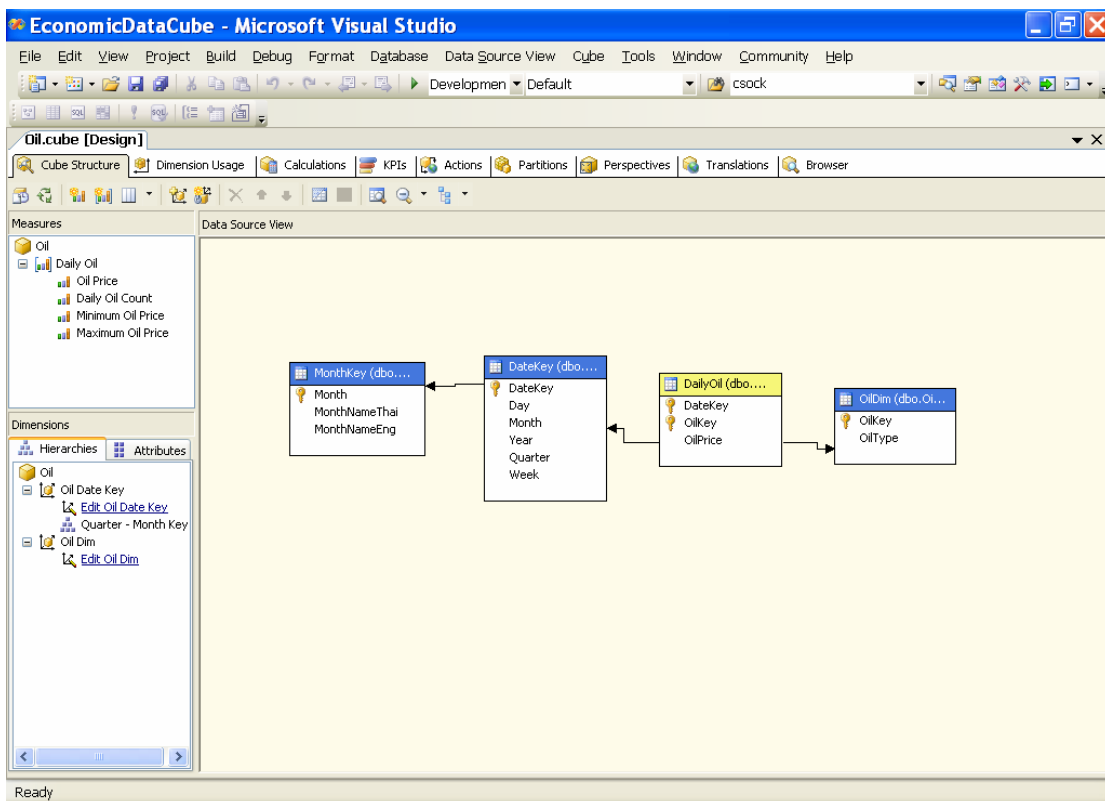 EconomicDataCube - Microsoft Visual Studio
File Edit View Project Build Debug Format Database Data Source View Cube Tools Window Community Help
Developmen Default csock
Oil.cube [Design]
Cube Structure Dimension Usage Calculations KPIs Actions Partitions Perspectives Translations Browser
Measures
Oil
Daily Oil
Oil Price
Daily Oil Count
Minimum Oil Price
Maximum Oil Price
Dimensions
Hierarchies Attributes
Oil
Oil Date Key
Edit Oil Date Key
Quarter - Month Key
Oil Dim
Edit Oil Dim
Data Source View
MonthKey (dbo....
Month
MonthNameThai
MonthNameEng
DateKey (dbo....
DateKey
Day
Month
Year
Quarter
Week
DailyOil (dbo....
DateKey
OilKey
OilPrice
OilDim (dbo.Oi...
OilKey
OilType
Ready